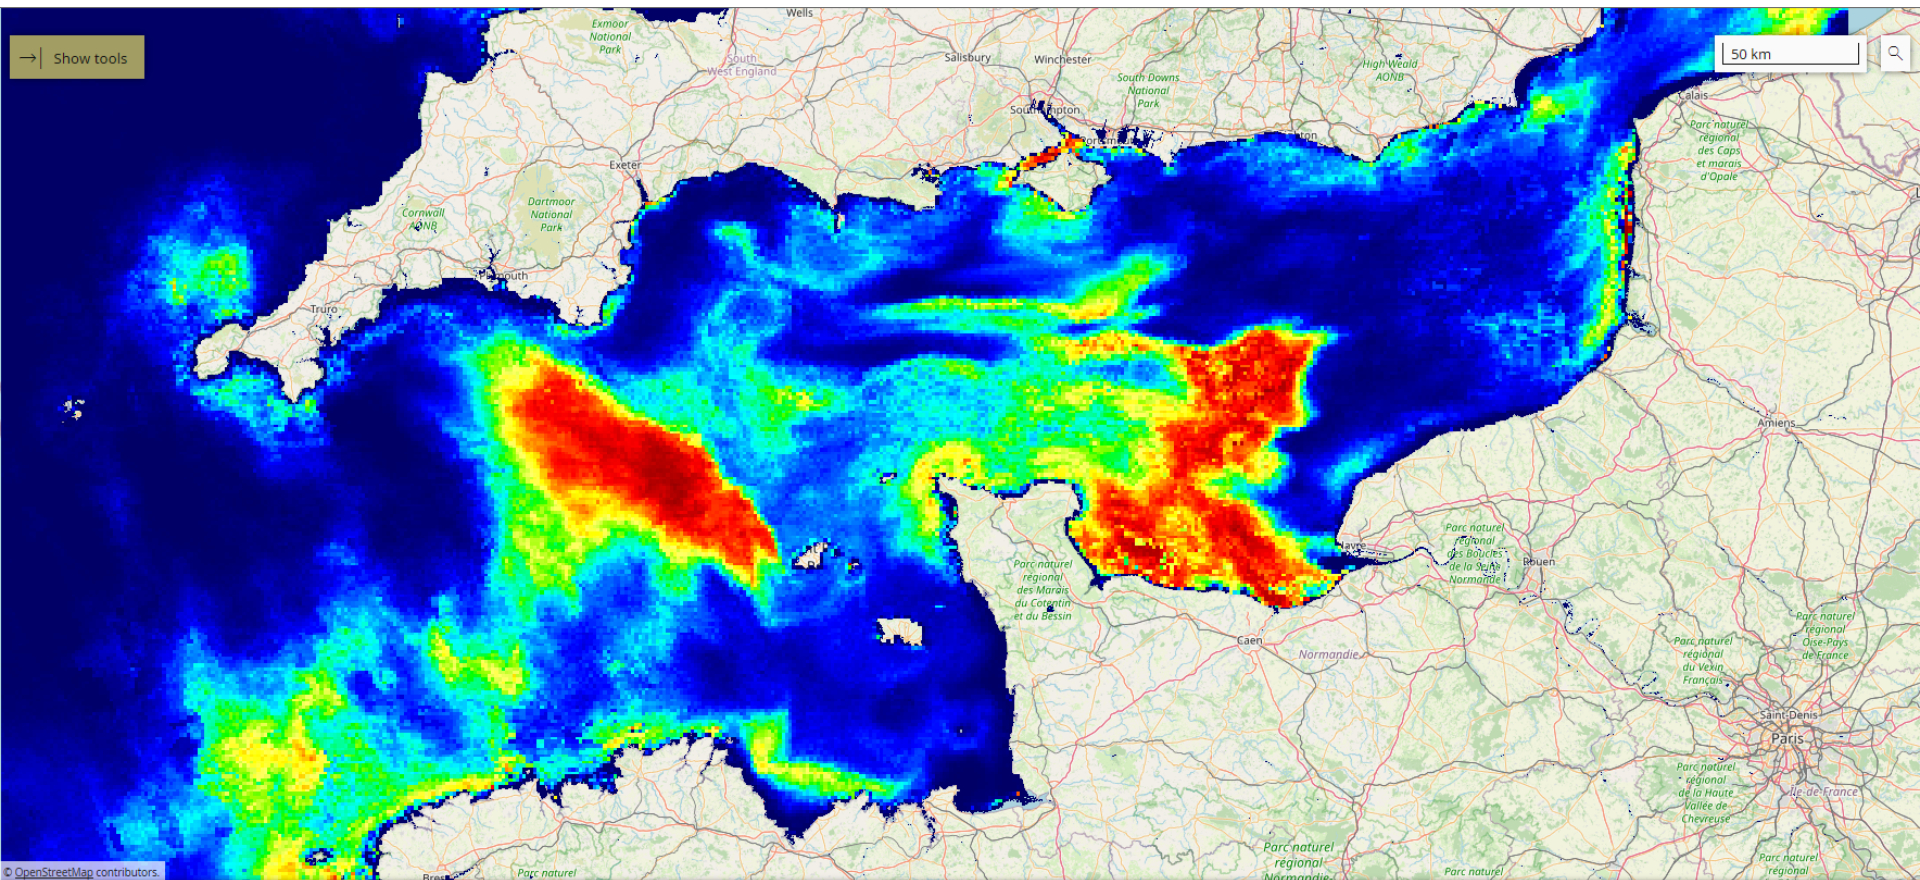 Wells
Exmoor
National
Park
Show tools
South
West England
Salisbury
Winchester
South Downs
National
Park
High Weald
AONB
50 km
Calais
Parc naturel
régional
des Caps
et marais
d'Opale
Exeter
Cornwall
Dartmoor
National
Park
Truro
Amiens
Parc naturel
régional
des Marais
du Cotentin
et du Bessin
Parc naturel
régional
des Boucles
de la Seine
Normande
Rouen
Caen
Normandie
Parc naturel
régional
Oise-Pays
de France
Parc naturel
régional
du Vexin
Français
Saint-Denis
Paris
Île-de-France
Parc naturel
régional
de la Haute
Vallée de
Chevreuse
Parc naturel
régional
Parc naturel
régional
Normandie-
Parc naturel
Parc naturel
© OpenStreetMap contributors.